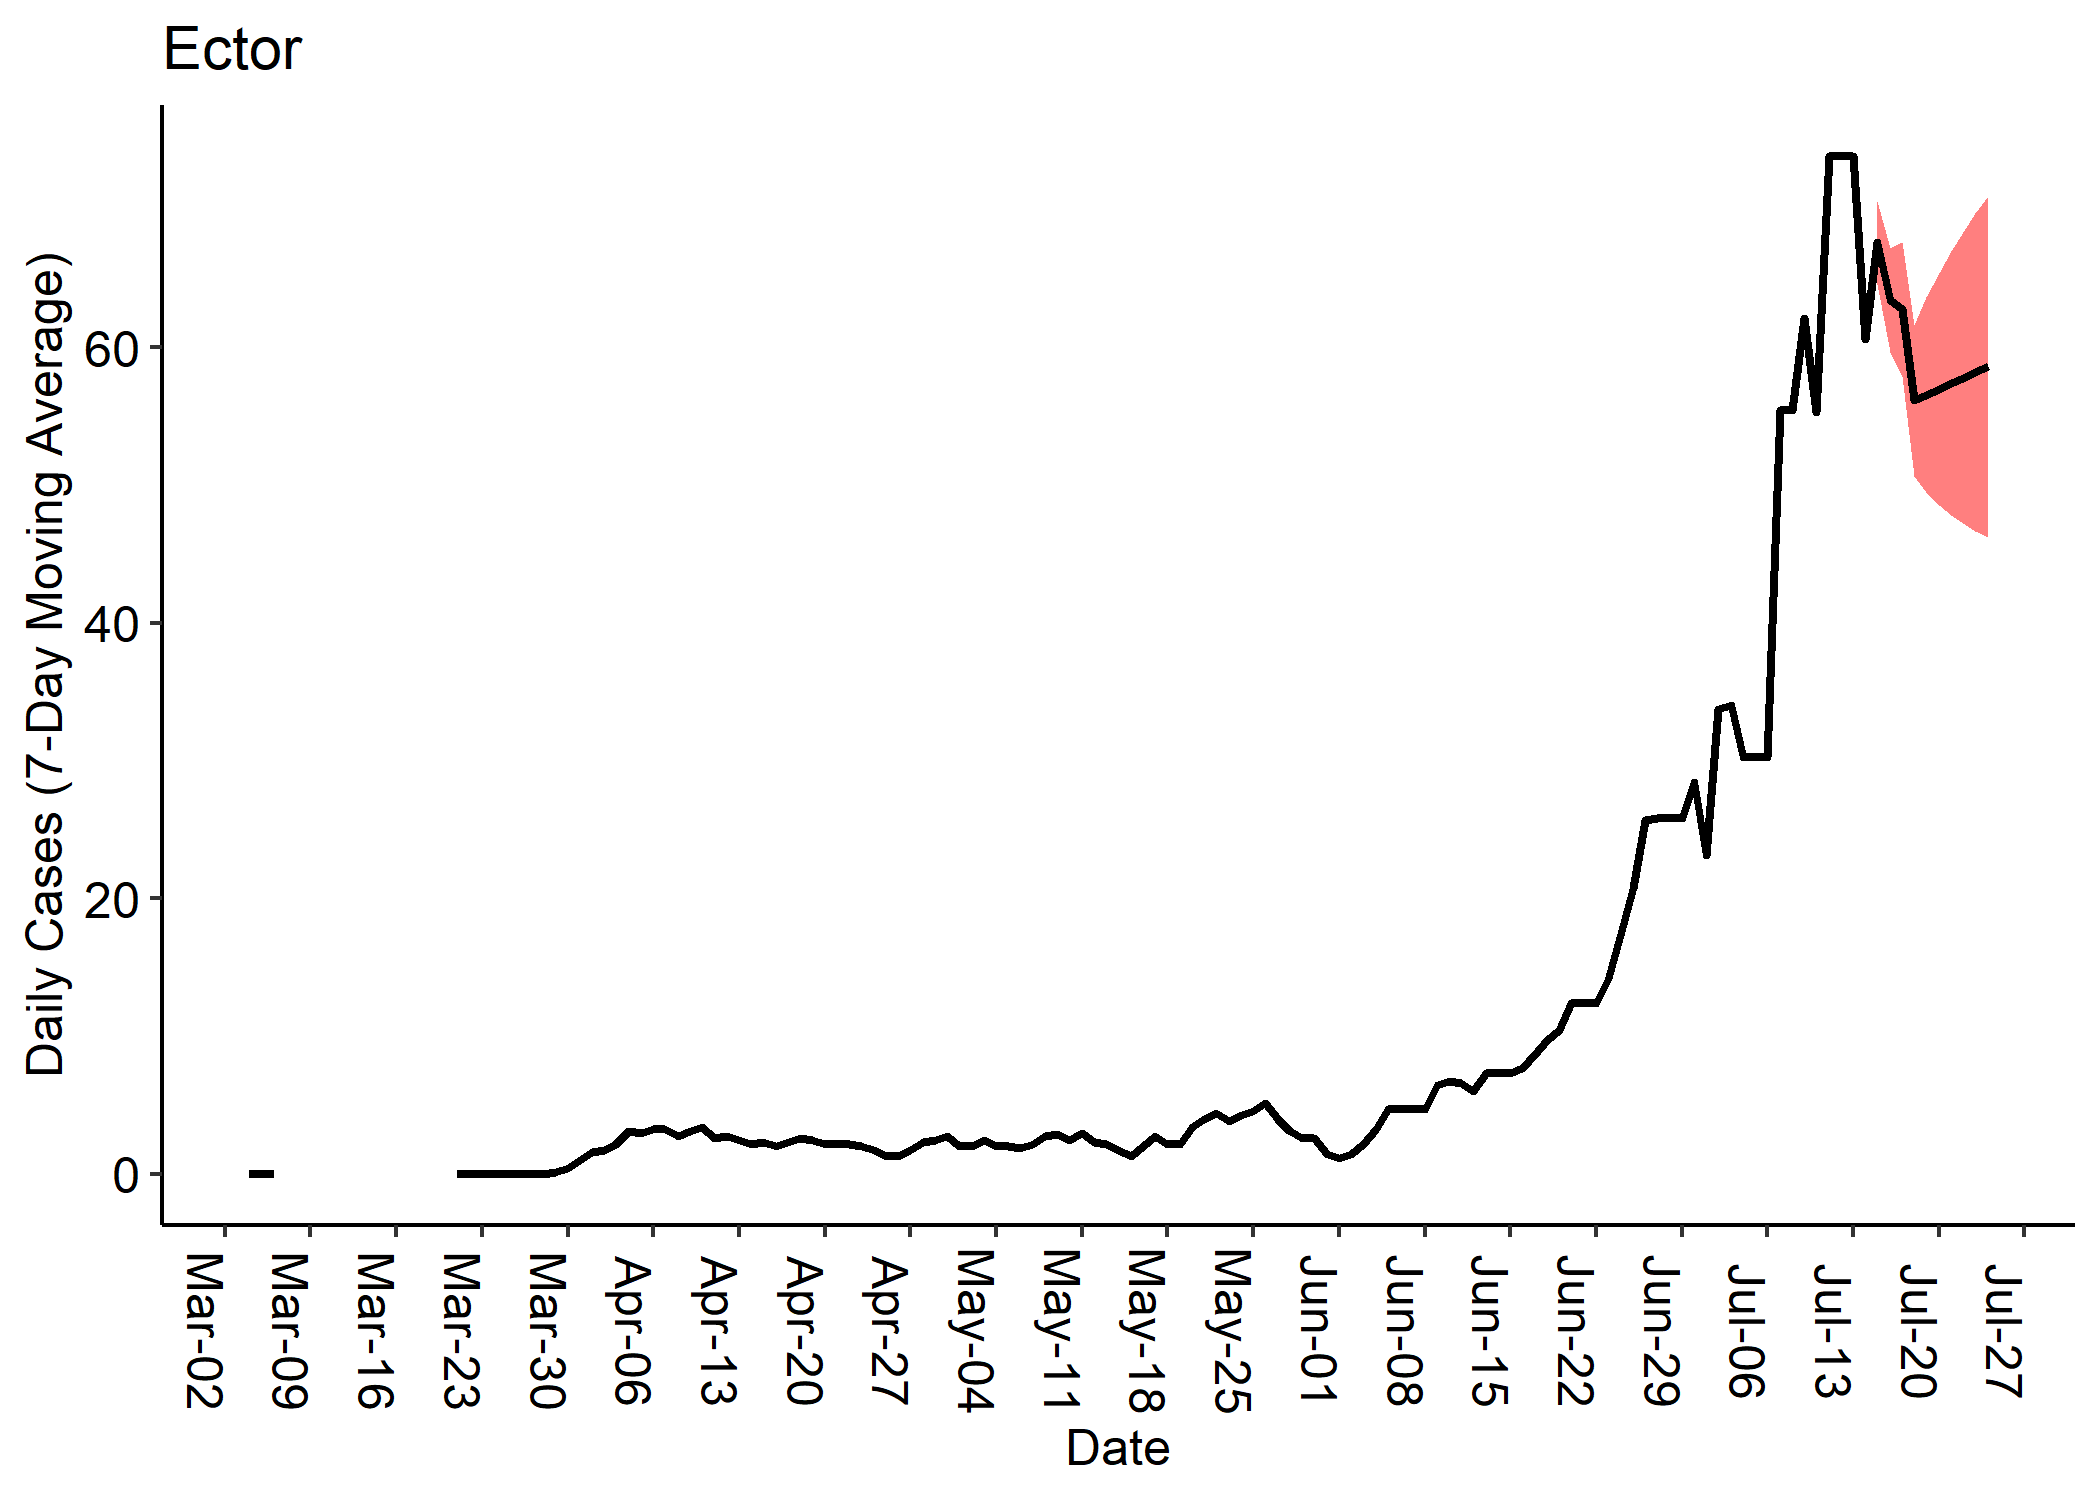 Ector
Daily Cases (7-Day Moving Average)
60
40
20
0
Mar-02
Mar-09
Mar-16
Mar-23
Mar-30
Apr-06
Apr-13
Apr-20
Apr-27
May-04
May-11
May-18
May-25
Jun-01
Jun-08
Jun-15
Jun-22
Jun-29
Jul-06
Jul-13
Jul-20
Jul-27
Date